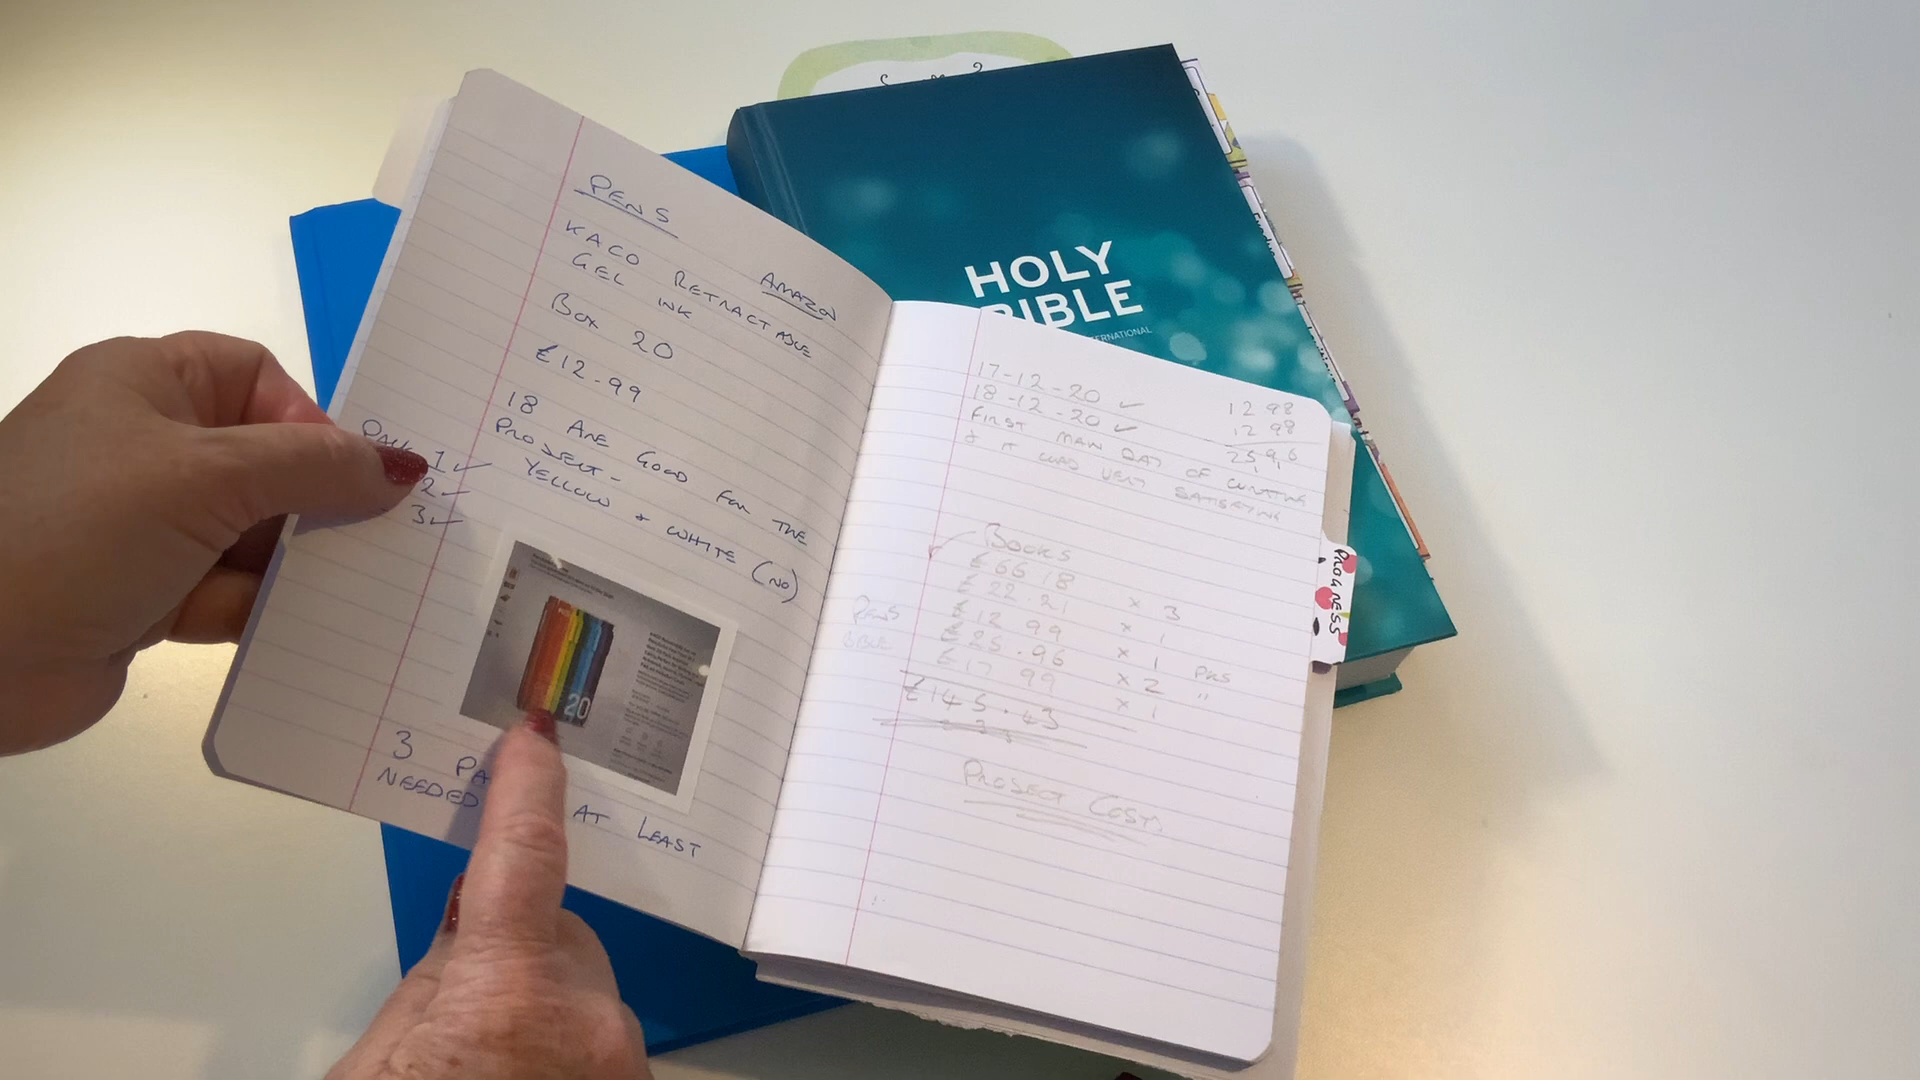 HOLY
BIBLE
PENS
AMAZON
KACO RETRACTABLE
GEL INK
BOX 20
£12-99
18 ARE GOOD FOR THE
PROJECT -
YELLOW & WHITE (NO)
1 ✓
2 ✓
3 ✓
20
3
NEEDED AT LEAST
17-12-20 ✓ 12 98
18-12-20 ✓ 12 98
25,96
FIRST MAIN DAY OF
& IT WAS VERY SATISFYING
BOOKS
£66 18 × 3
£22.21 × 1
PENS £12 99 × 1
BIBLE £25.96 × 2 PKS
£17 99 × 1 "
£145.43
PROJECT COSTS
PROGRESS